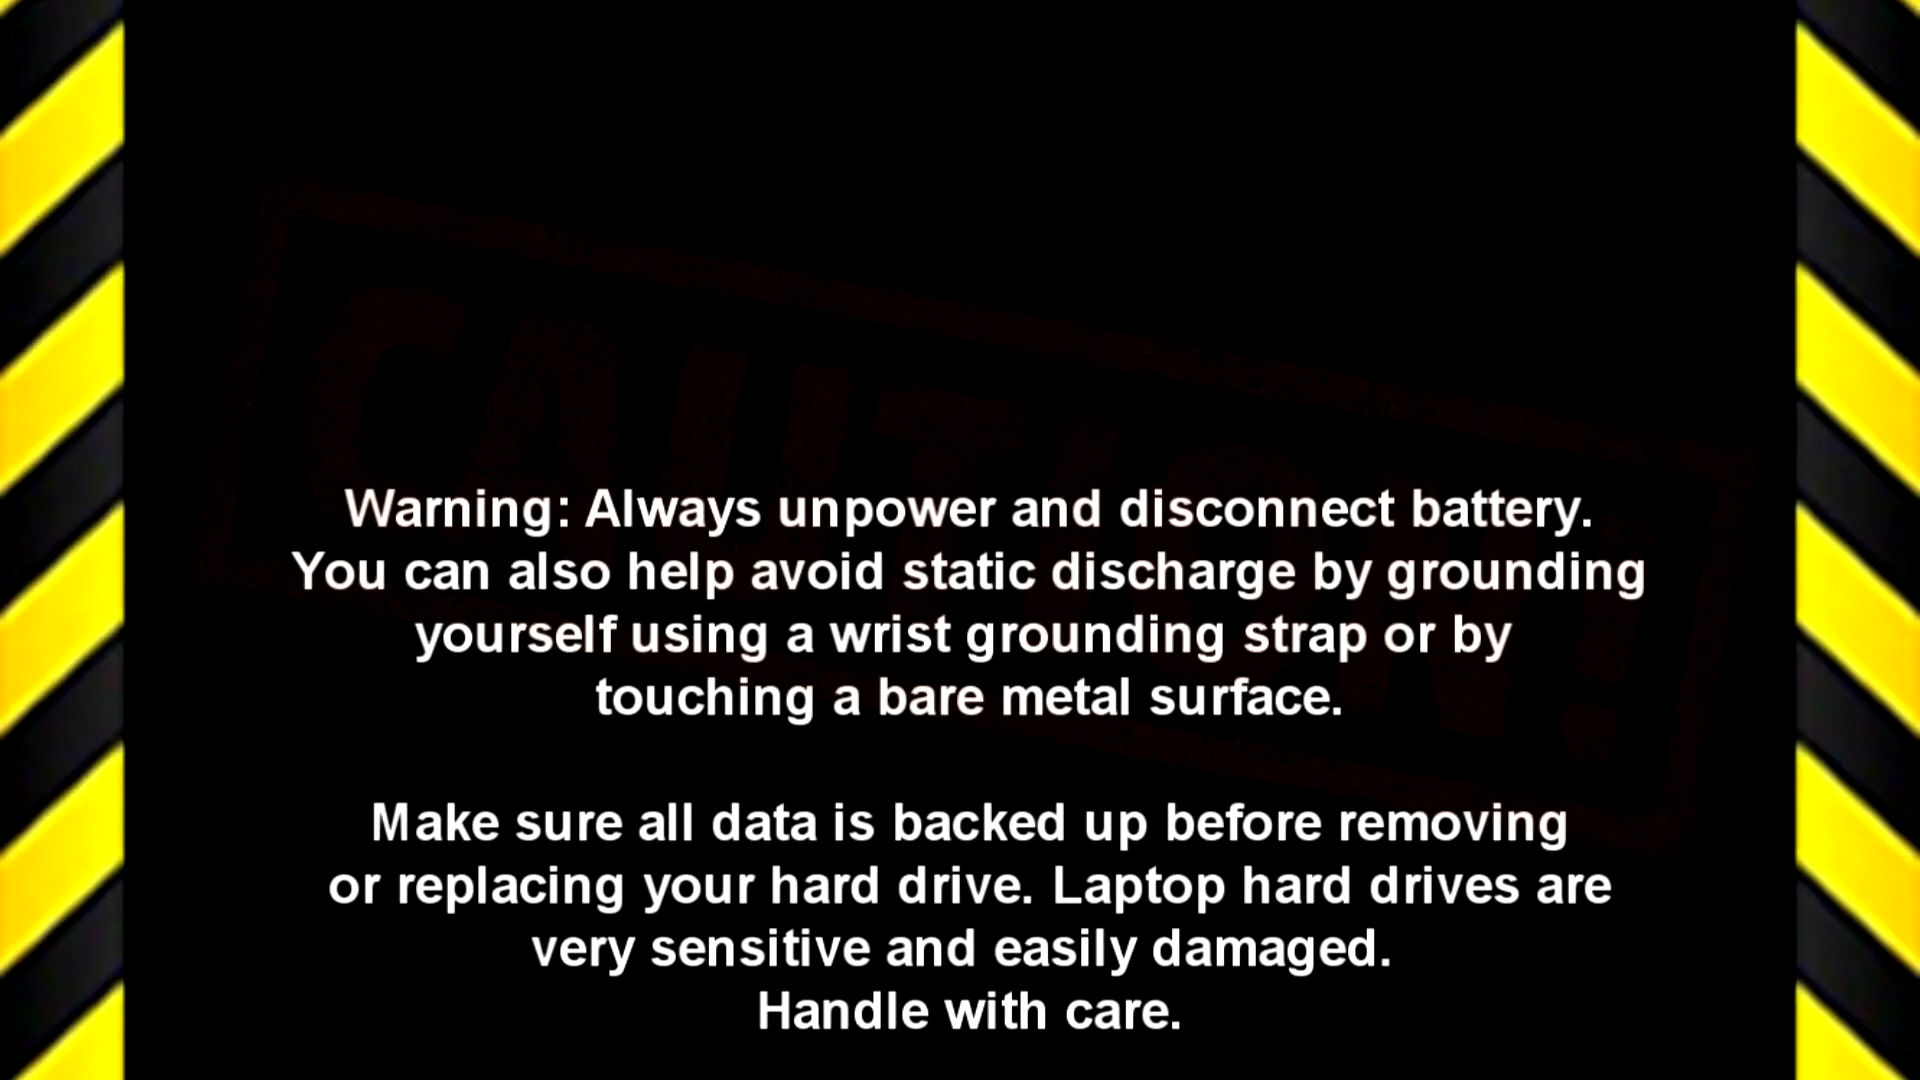 CAUTION!
Warning: Always unpower and disconnect battery.
You can also help avoid static discharge by grounding
yourself using a wrist grounding strap or by
touching a bare metal surface.
Make sure all data is backed up before removing
or replacing your hard drive. Laptop hard drives are
very sensitive and easily damaged.
Handle with care.